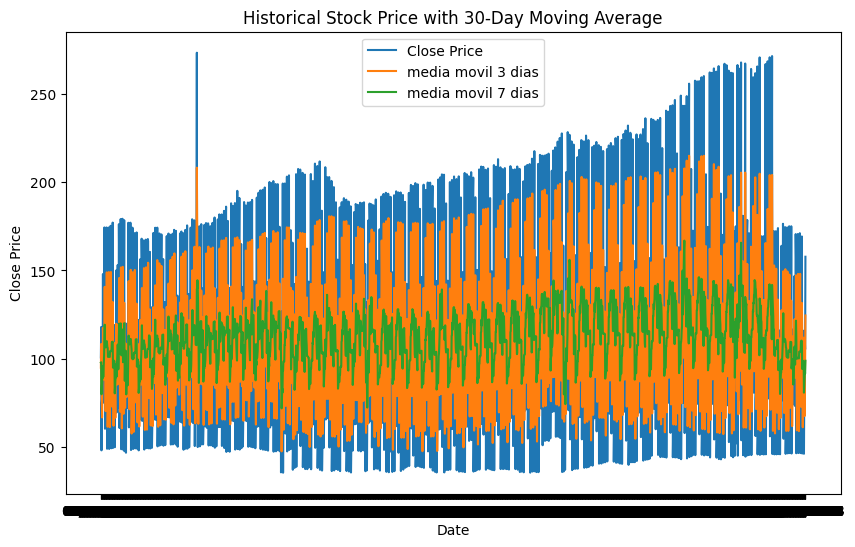 Historical Stock Price with 30-Day Moving Average
Close Price
media movil 3 dias
media movil 7 dias
250
200
150
100
50
Close Price
Date